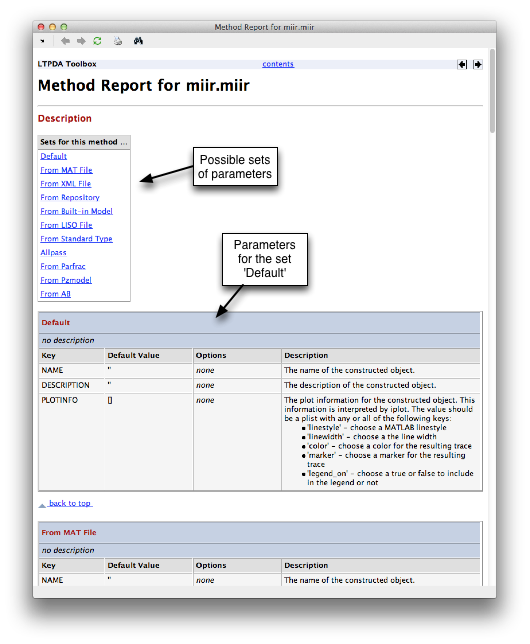 Method Report for miir.miir
LTPDA Toolbox contents
Method Report for miir.miir
Description
Sets for this method ...
Default
From MAT File
From XML File
From Repository
From Built-in Model
From LISO File
From Standard Type
Allpass
From Parfrac
From Pzmodel
From AB
Possible sets
of parameters
Parameters
for the set
'Default'
Default
no description
Key Default Value Options Description
NAME '' none The name of the constructed object.
DESCRIPTION '' none The description of the constructed object.
PLOTINFO [] none The plot information for the constructed object. This
information is interpreted by iplot. The value should
be a plist with any or all of the following keys:
• 'linestyle' - choose a MATLAB linestyle
• 'linewidth' - choose a the line width
• 'color' - choose a color for the resulting trace
• 'marker' - choose a marker for the resulting
trace
• 'legend_on' - choose a true or false to include
in the legend or not
back to top
From MAT File
no description
Key Default Value Options Description
NAME '' none The name of the constructed object.